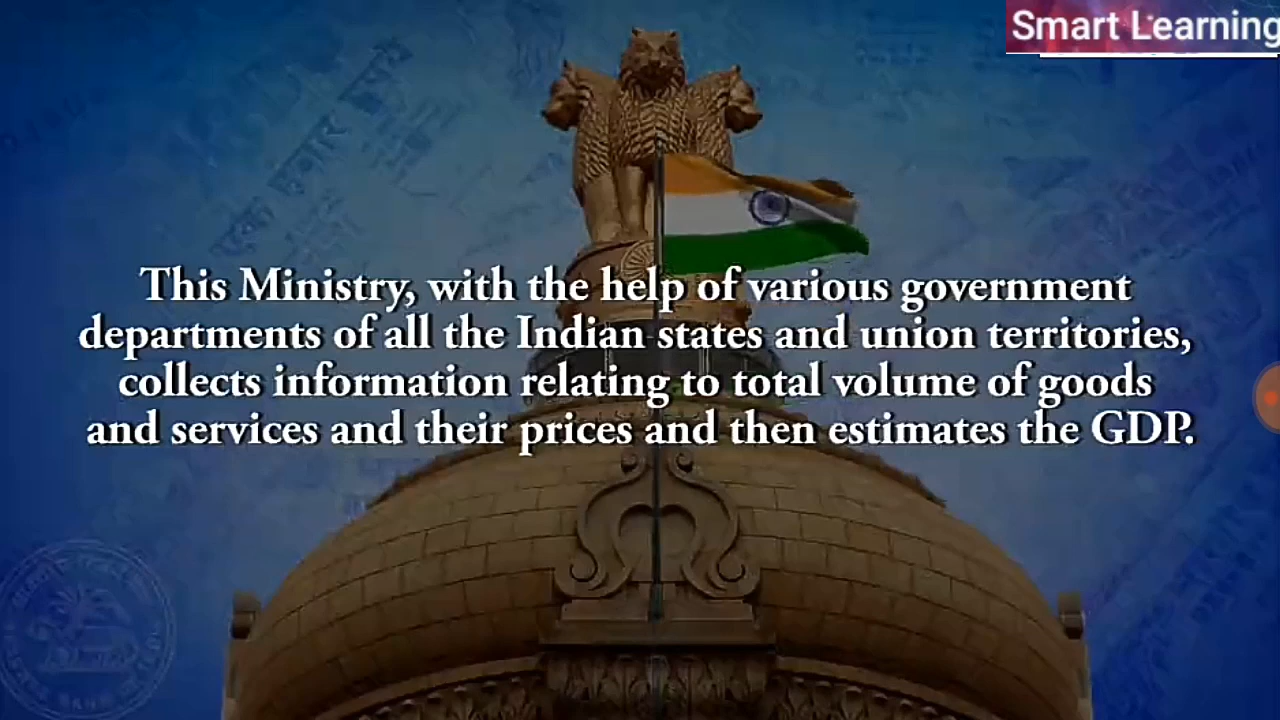 Smart Learning
This Ministry, with the help of various government
departments of all the Indian states and union territories,
collects information relating to total volume of goods
and services and their prices and then estimates the GDP.